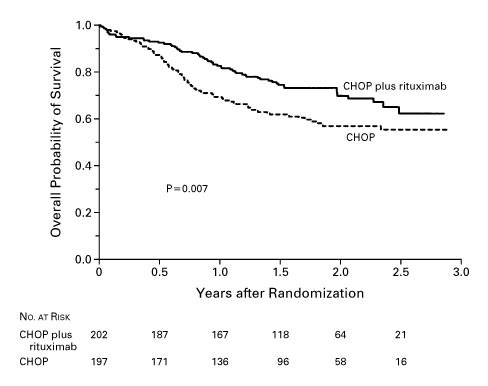 1.0
0.8
0.6
0.4
0.2
0.0
Overall Probability of Survival
CHOP plus rituximab
CHOP
P=0.007
0 0.5 1.0 1.5 2.0 2.5 3.0
Years after Randomization
No. at Risk
CHOP plus 202 187 167 118 64 21
rituximab
CHOP 197 171 136 96 58 16